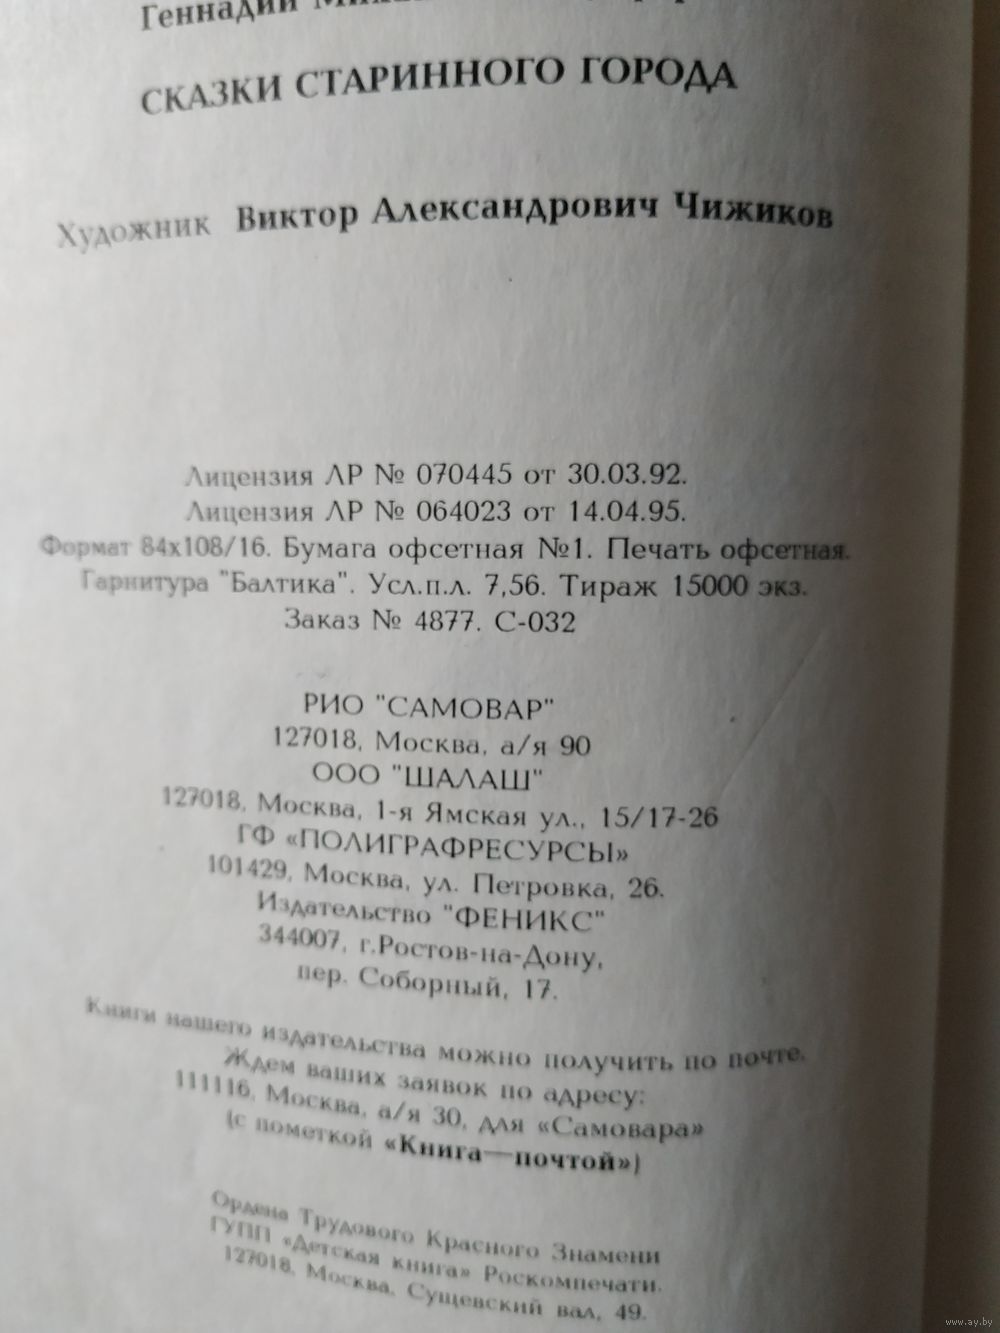 Геннадий
СКАЗКИ СТАРИННОГО ГОРОДА
Художник Виктор Александрович Чижиков
Лицензия ЛР № 070445 от 30.03.92.
Лицензия ЛР № 064023 от 14.04.95.
Формат 84x108/16. Бумага офсетная №1. Печать офсетная.
Гарнитура "Балтика". Усл.п.л. 7,56. Тираж 15000 экз.
Заказ № 4877. С-032
РИО "САМОВАР"
127018, Москва, а/я 90
ООО "ШАЛАШ"
127018, Москва, 1-я Ямская ул., 15/17-26
ГФ «ПОЛИГРАФРЕСУРСЫ»
101429, Москва, ул. Петровка, 26.
Издательство "ФЕНИКС"
344007, г.Ростов-на-Дону,
пер. Соборный, 17.
Книги нашего издательства можно получить по почте.
Ждем ваших заявок по адресу:
111116, Москва, а/я 30, для «Самовара»
(с пометкой «Книга—почтой»)
Ордена Трудового Красного Знамени
ГУПП «Детская книга» Роскомпечати.
127018, Москва, Сущевский вал, 49.
www.ay.by